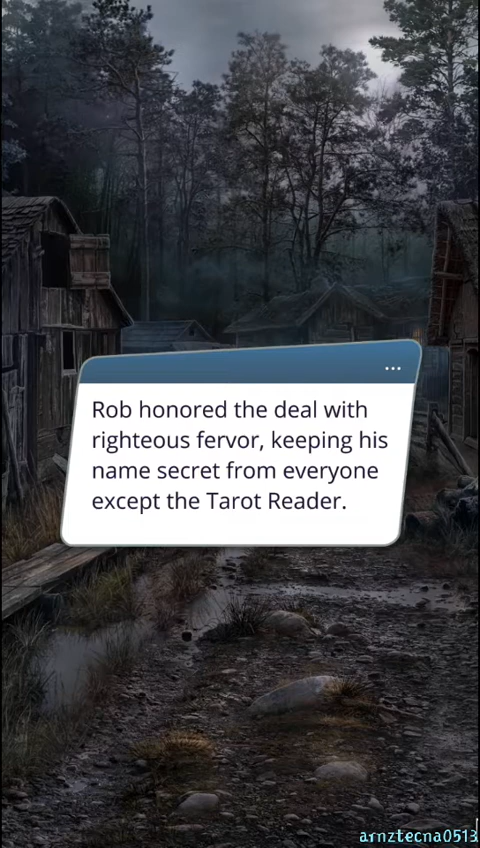 ...
Rob honored the deal with
righteous fervor, keeping his
name secret from everyone
except the Tarot Reader.
arnztecna0513